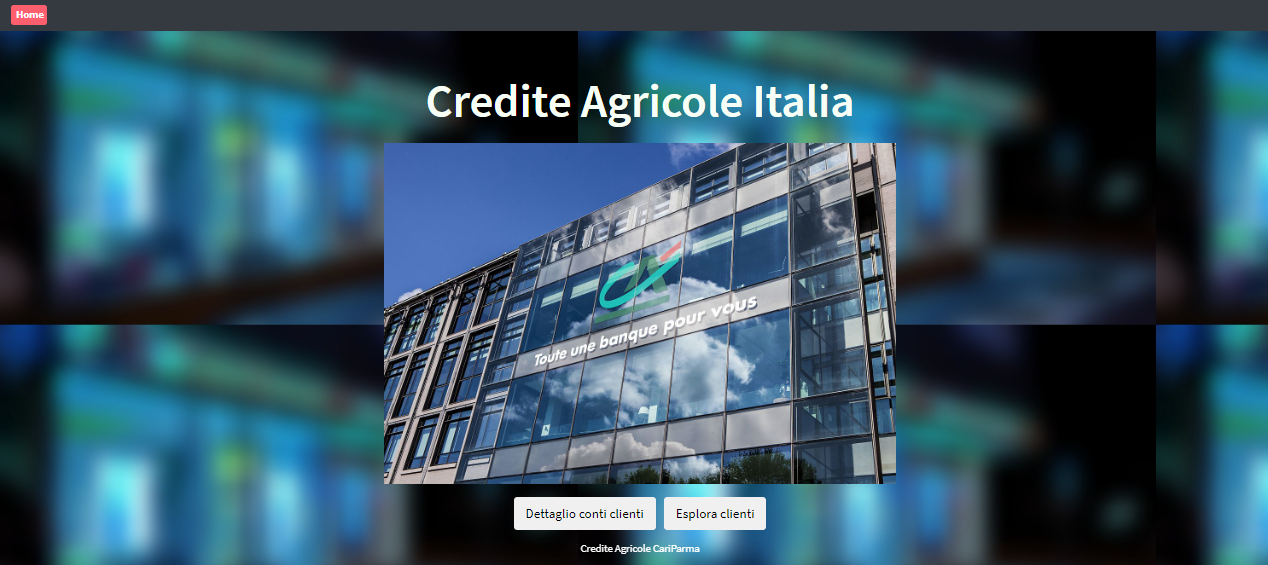 Home
Credite Agricole Italia
Toute une banque pour vous
Dettaglio conti clienti
Esplora clienti
Credite Agricole CariParma